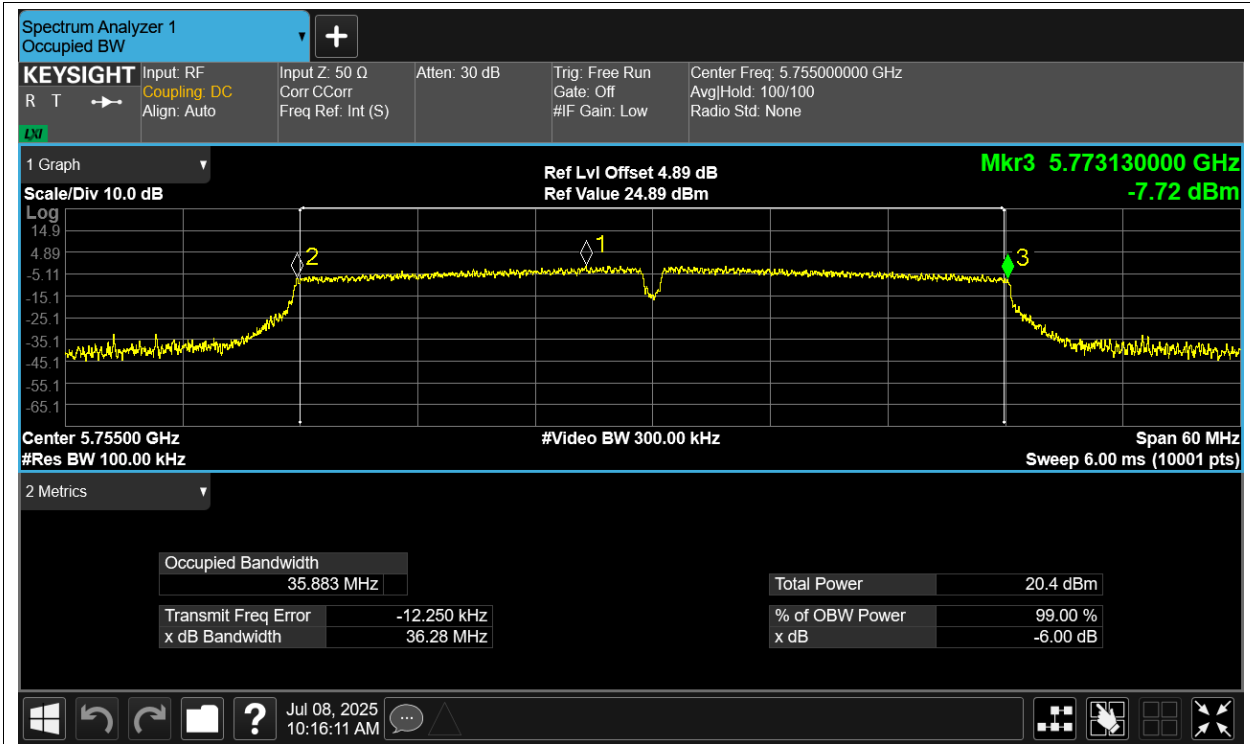 Spectrum Analyzer 1
Occupied BW
KEYSIGHT
R T
LXI
Input: RF
Coupling: DC
Align: Auto
Input Z: 50 Ω
Corr CCorr
Freq Ref: Int (S)
Atten: 30 dB
Trig: Free Run
Gate: Off
#IF Gain: Low
Center Freq: 5.755000000 GHz
Avg|Hold: 100/100
Radio Std: None
1 Graph
Scale/Div 10.0 dB
Ref Lvl Offset 4.89 dB
Ref Value 24.89 dBm
Mkr3 5.773130000 GHz
-7.72 dBm
Log
14.9
4.89
-5.11
-15.1
-25.1
-35.1
-45.1
-55.1
-65.1
2
1
3
Center 5.75500 GHz
#Res BW 100.00 kHz
#Video BW 300.00 kHz
Span 60 MHz
Sweep 6.00 ms (10001 pts)
2 Metrics
Occupied Bandwidth
35.883 MHz
Transmit Freq Error -12.250 kHz
x dB Bandwidth 36.28 MHz
Total Power 20.4 dBm
% of OBW Power 99.00 %
x dB -6.00 dB
?
Jul 08, 2025
10:16:11 AM